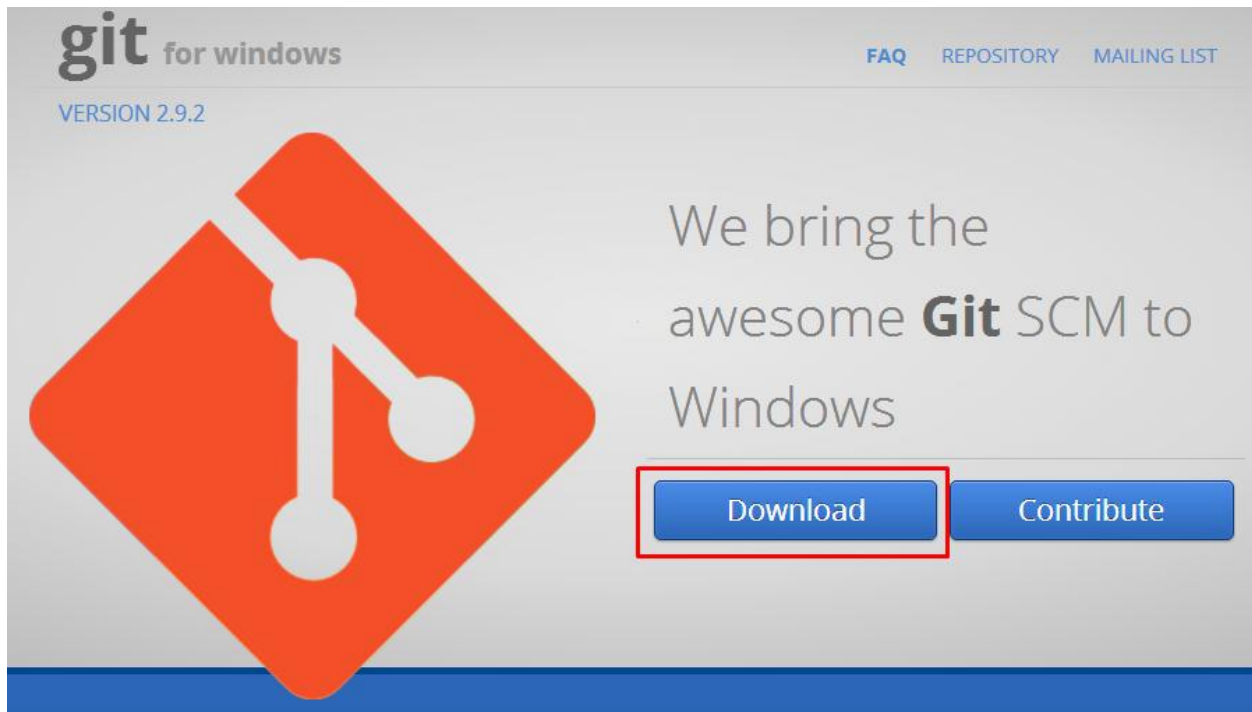 git for windows
FAQ REPOSITORY MAILING LIST
VERSION 2.9.2
We bring the
awesome Git SCM to
Windows
Download Contribute